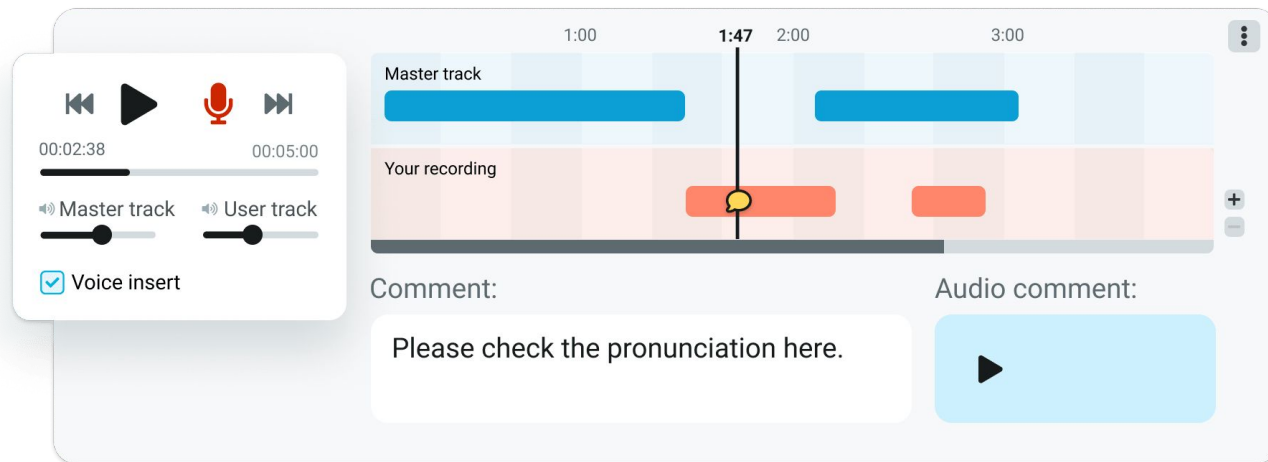 1:00 1:47 2:00 3:00
Master track
00:02:38 00:05:00
Your recording
Master track User track
Voice insert
Comment: Audio comment:
Please check the pronunciation here.